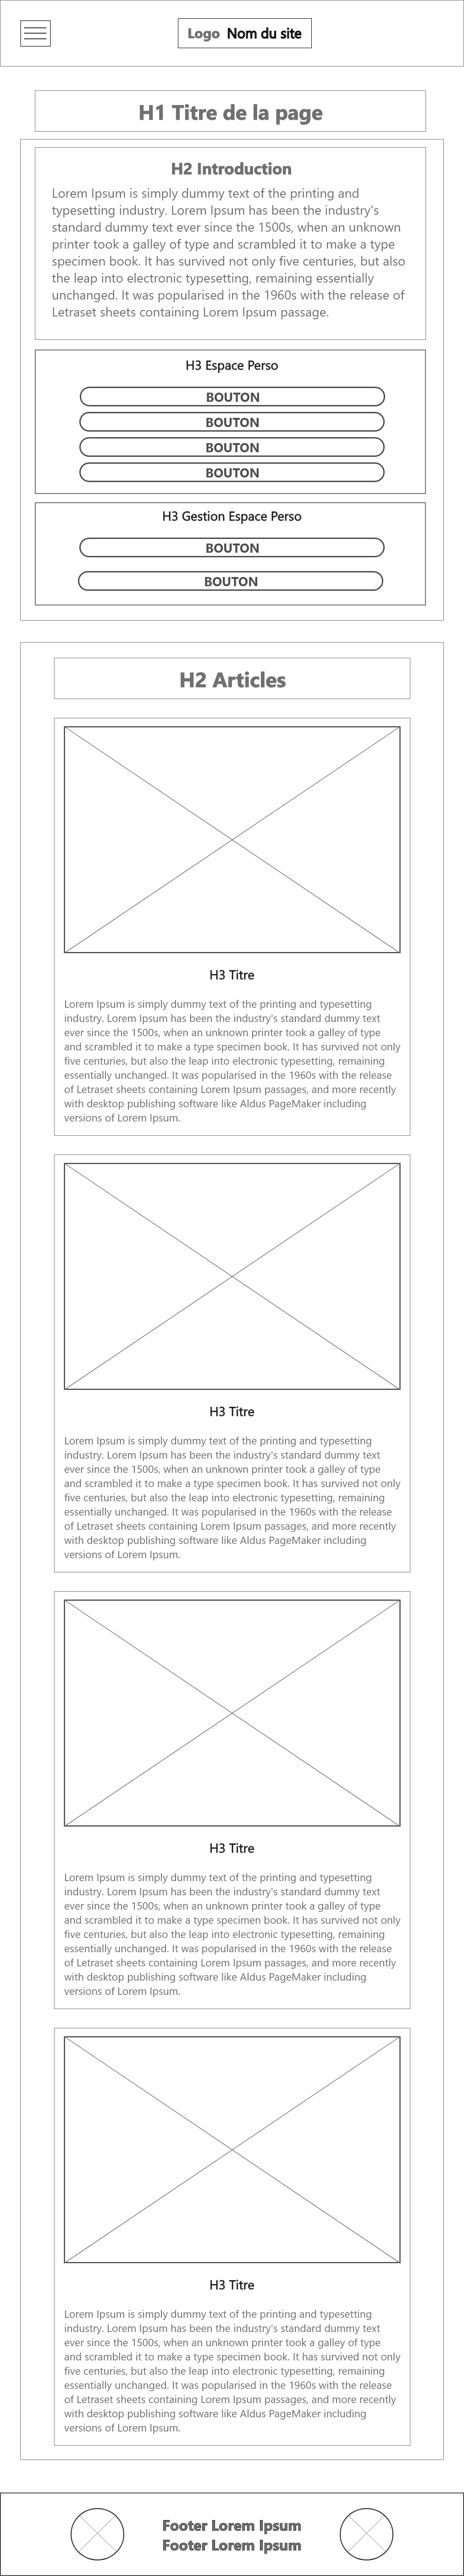 Logo Nom du site
H1 Titre de la page
H2 Introduction
Lorem Ipsum is simply dummy text of the printing and
typesetting industry. Lorem Ipsum has been the industry's
standard dummy text ever since the 1500s, when an unknown
printer took a galley of type and scrambled it to make a type
specimen book. It has survived not only five centuries, but also
the leap into electronic typesetting, remaining essentially
unchanged. It was popularised in the 1960s with the release of
Letraset sheets containing Lorem Ipsum passage.
H3 Espace Perso
BOUTON
BOUTON
BOUTON
BOUTON
H3 Gestion Espace Perso
BOUTON
BOUTON
H2 Articles
H3 Titre
Lorem Ipsum is simply dummy text of the printing and typesetting
industry. Lorem Ipsum has been the industry's standard dummy text
ever since the 1500s, when an unknown printer took a galley of type
and scrambled it to make a type specimen book. It has survived not only
five centuries, but also the leap into electronic typesetting, remaining
essentially unchanged. It was popularised in the 1960s with the release
of Letraset sheets containing Lorem Ipsum passages, and more recently
with desktop publishing software like Aldus PageMaker including
versions of Lorem Ipsum.
H3 Titre
Lorem Ipsum is simply dummy text of the printing and typesetting
industry. Lorem Ipsum has been the industry's standard dummy text
ever since the 1500s, when an unknown printer took a galley of type
and scrambled it to make a type specimen book. It has survived not only
five centuries, but also the leap into electronic typesetting, remaining
essentially unchanged. It was popularised in the 1960s with the release
of Letraset sheets containing Lorem Ipsum passages, and more recently
with desktop publishing software like Aldus PageMaker including
versions of Lorem Ipsum.
H3 Titre
Lorem Ipsum is simply dummy text of the printing and typesetting
industry. Lorem Ipsum has been the industry's standard dummy text
ever since the 1500s, when an unknown printer took a galley of type
and scrambled it to make a type specimen book. It has survived not only
five centuries, but also the leap into electronic typesetting, remaining
essentially unchanged. It was popularised in the 1960s with the release
of Letraset sheets containing Lorem Ipsum passages, and more recently
with desktop publishing software like Aldus PageMaker including
versions of Lorem Ipsum.
H3 Titre
Lorem Ipsum is simply dummy text of the printing and typesetting
industry. Lorem Ipsum has been the industry's standard dummy text
ever since the 1500s, when an unknown printer took a galley of type
and scrambled it to make a type specimen book. It has survived not only
five centuries, but also the leap into electronic typesetting, remaining
essentially unchanged. It was popularised in the 1960s with the release
of Letraset sheets containing Lorem Ipsum passages, and more recently
with desktop publishing software like Aldus PageMaker including
versions of Lorem Ipsum.
Footer Lorem Ipsum
Footer Lorem Ipsum